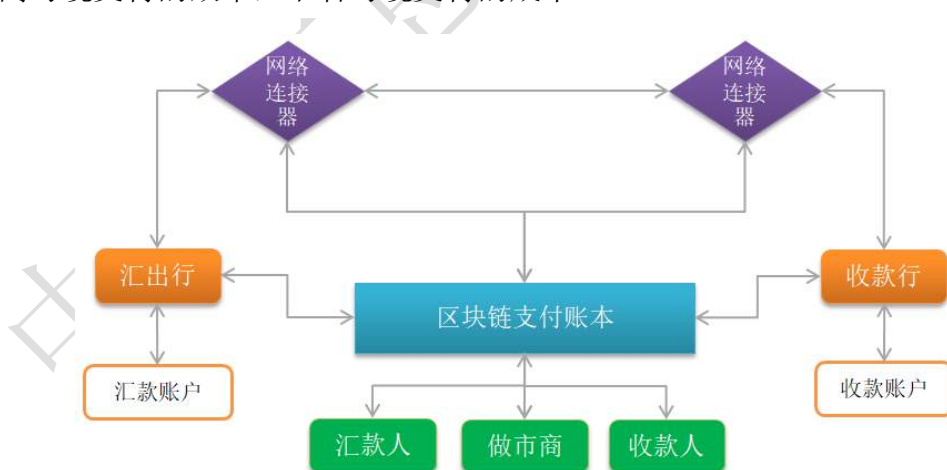 网络
连接
器
网络
连接
器
汇出行
收款行
区块链支付账本
汇款账户
收款账户
汇款人
做市商
收款人